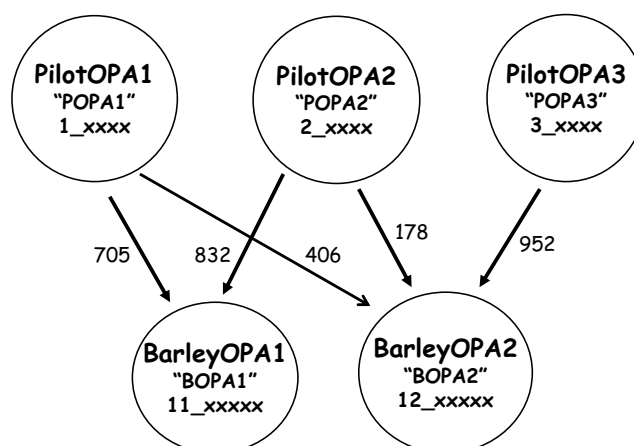 PilotOPA1
“POPA1”
1_xxxx
PilotOPA2
“POPA2”
2_xxxx
PilotOPA3
“POPA3”
3_xxxx
705
832
406
178
952
BarleyOPA1
“BOPA1”
11_xxxxx
BarleyOPA2
“BOPA2”
12_xxxxx